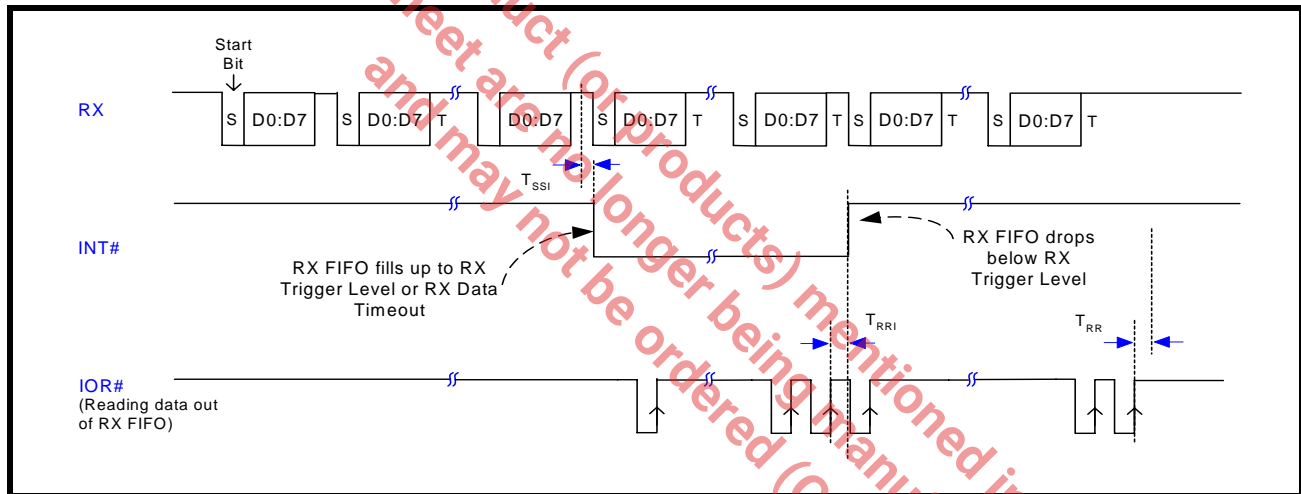 Start
Bit
RX
S D0:D7 S D0:D7 T D0:D7 S D0:D7 T S D0:D7 T S D0:D7 T S D0:D7 T
TSSI
INT#
RX FIFO fills up to RX
Trigger Level or RX Data
Timeout
RX FIFO drops
below RX
Trigger Level
TRRI
TRR
IOR#
(Reading data out
of RX FIFO)
uct (or products) mentioned in
eet are no longer being manu
and may not be ordered (O